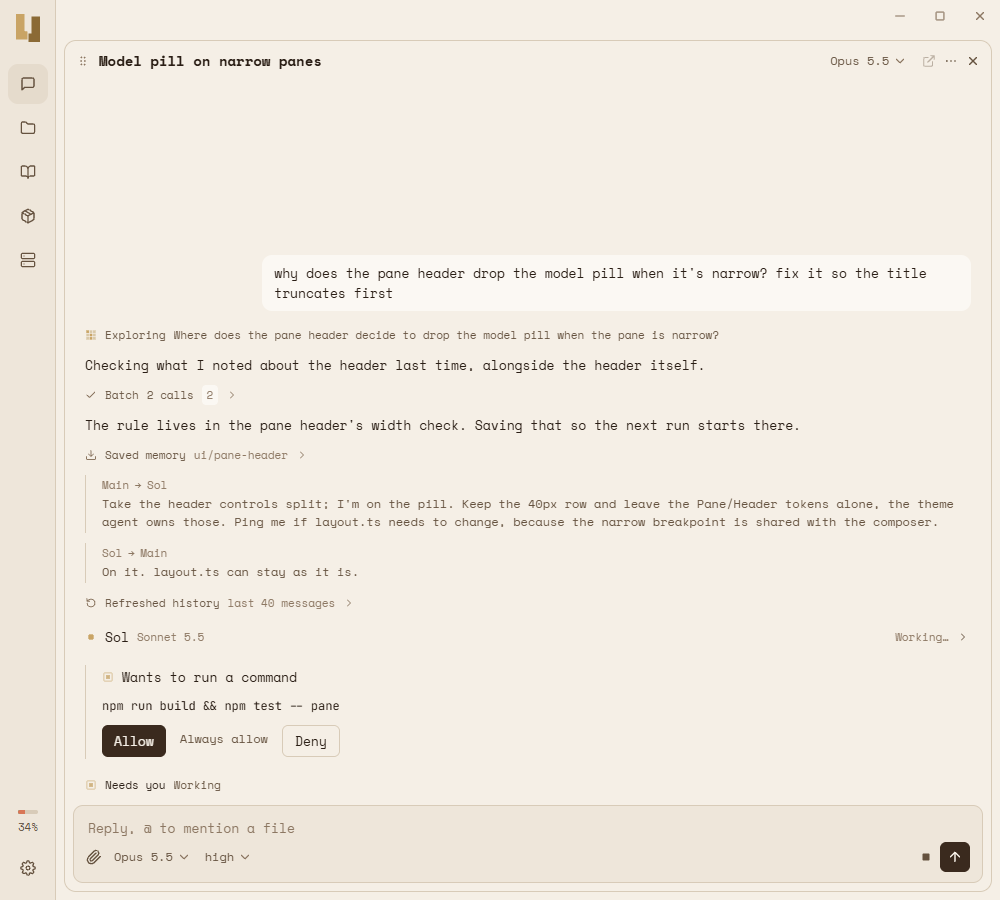 Model pill on narrow panes
Opus 5.5
why does the pane header drop the model pill when it's narrow? fix it so the title
truncates first
Exploring Where does the pane header decide to drop the model pill when the pane is narrow?
Checking what I noted about the header last time, alongside the header itself.
Batch 2 calls 2
The rule lives in the pane header's width check. Saving that so the next run starts there.
Saved memory ui/pane-header
Main → Sol
Take the header controls split; I'm on the pill. Keep the 40px row and leave the Pane/Header tokens alone, the theme
agent owns those. Ping me if layout.ts needs to change, because the narrow breakpoint is shared with the composer.
Sol → Main
On it. layout.ts can stay as it is.
Refreshed history last 40 messages
Sol Sonnet 5.5 Working…
Wants to run a command
npm run build && npm test -- pane
Allow Always allow Deny
Needs you Working
Reply, @ to mention a file
Opus 5.5 high
34%